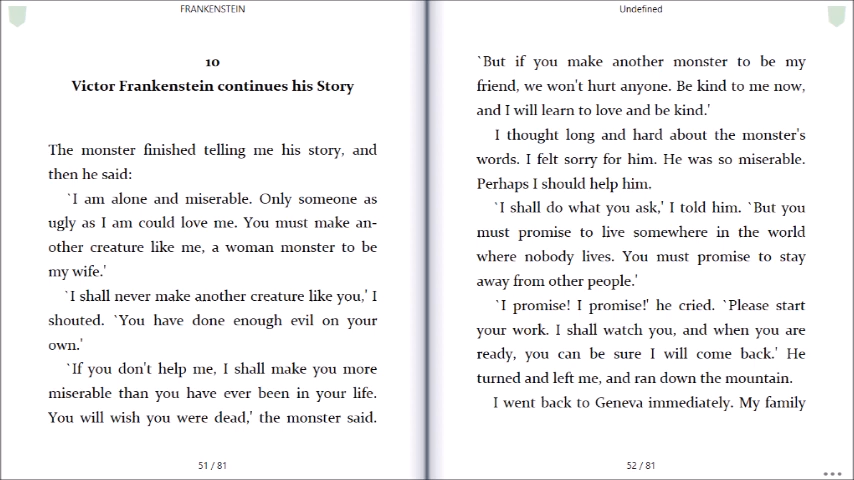 FRANKENSTEIN
10
Victor Frankenstein continues his Story
The monster finished telling me his story, and
then he said:
`I am alone and miserable. Only someone as
ugly as I am could love me. You must make an-
other creature like me, a woman monster to be
my wife.'
`I shall never make another creature like you,' I
shouted. `You have done enough evil on your
own.'
`If you don't help me, I shall make you more
miserable than you have ever been in your life.
You will wish you were dead,' the monster said.
51 / 81
Undefined
`But if you make another monster to be my
friend, we won't hurt anyone. Be kind to me now,
and I will learn to love and be kind.'
I thought long and hard about the monster's
words. I felt sorry for him. He was so miserable.
Perhaps I should help him.
`I shall do what you ask,' I told him. `But you
must promise to live somewhere in the world
where nobody lives. You must promise to stay
away from other people.'
`I promise! I promise!' he cried. `Please start
your work. I shall watch you, and when you are
ready, you can be sure I will come back.' He
turned and left me, and ran down the mountain.
I went back to Geneva immediately. My family
52 / 81